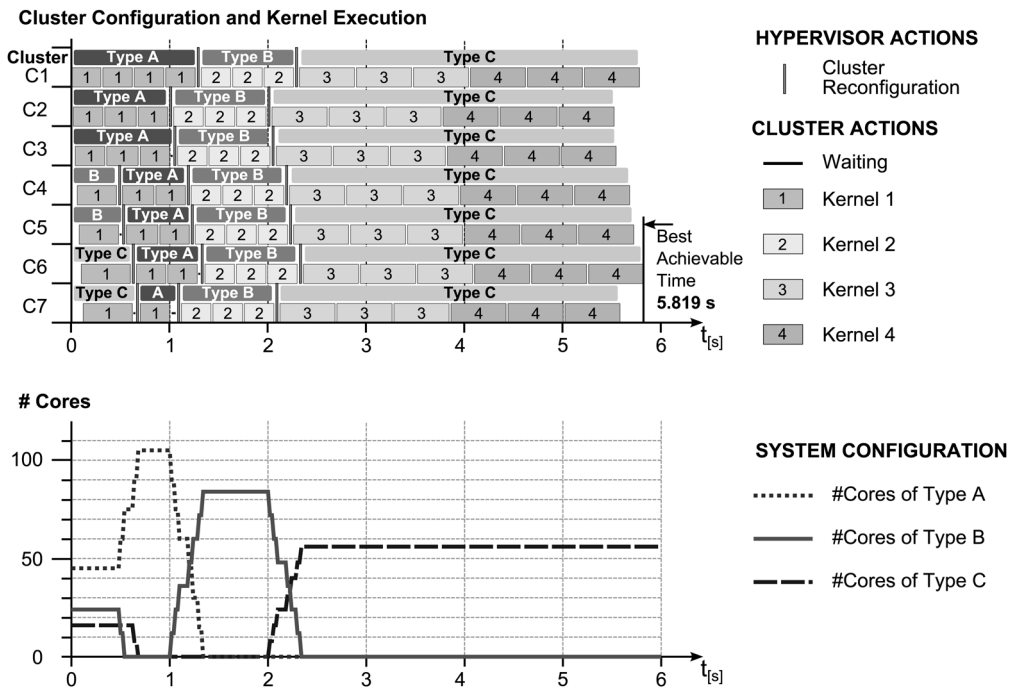 Cluster Configuration and Kernel Execution
Cluster Type A Type B Type C
C1 1 1 1 1 2 2 2 3 3 3 4 4 4
Type A Type B Type C
C2 1 1 1 2 2 2 3 3 3 4 4 4
Type A Type B Type C
C3 1 1 1 2 2 2 3 3 3 4 4 4
B Type A Type B Type C
C4 1 1 1 2 2 2 3 3 3 4 4 4
B Type A Type B Type C
C5 1 1 1 2 2 2 3 3 3 4 4 4
Type C Type A Type B Type C
C6 1 1 1 2 2 2 3 3 3 4 4 4
Type C A Type B Type C
C7 1 1 2 2 2 3 3 3 4 4 4
Best
Achievable
Time
5.819 s
0 1 2 3 4 5 6 t[s]
HYPERVISOR ACTIONS
Cluster
Reconfiguration
CLUSTER ACTIONS
Waiting
1 Kernel 1
2 Kernel 2
3 Kernel 3
4 Kernel 4
# Cores
100
50
0
0 1 2 3 4 5 6 t[s]
SYSTEM CONFIGURATION
#Cores of Type A
#Cores of Type B
#Cores of Type C